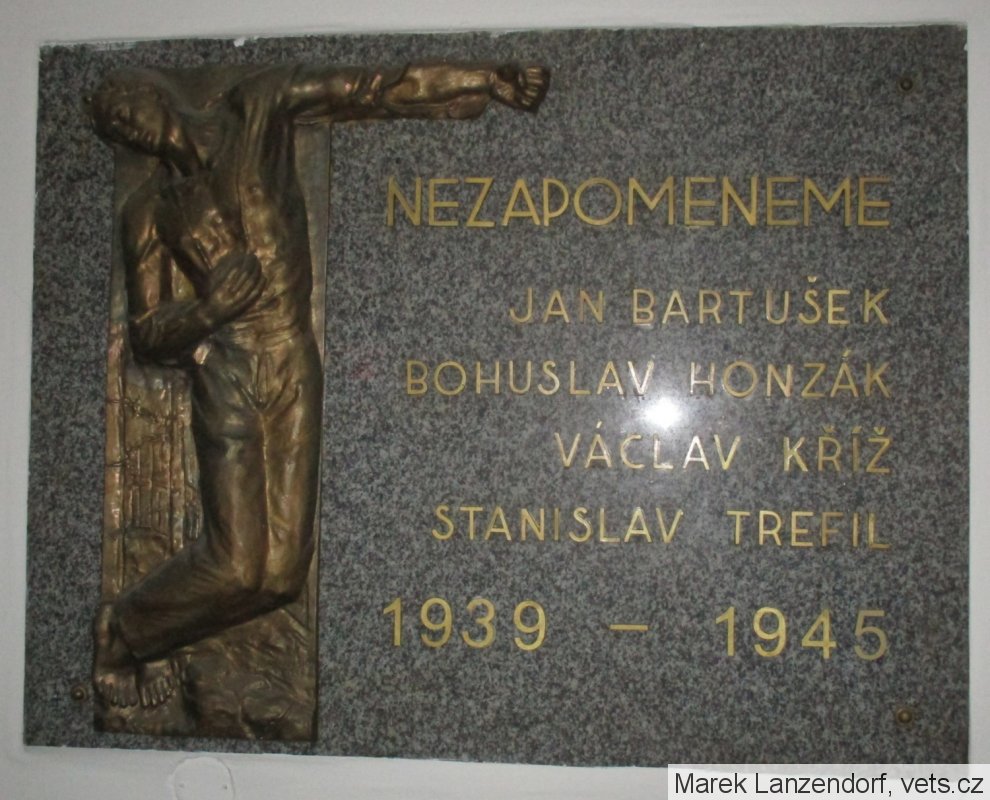 NEZAPOMENEME
JAN BARTUŠEK
BOHUSLAV HONZÁK
VÁCLAV KŘÍŽ
STANISLAV TREFIL
1939 – 1945
Marek Lanzendorf, vets.cz